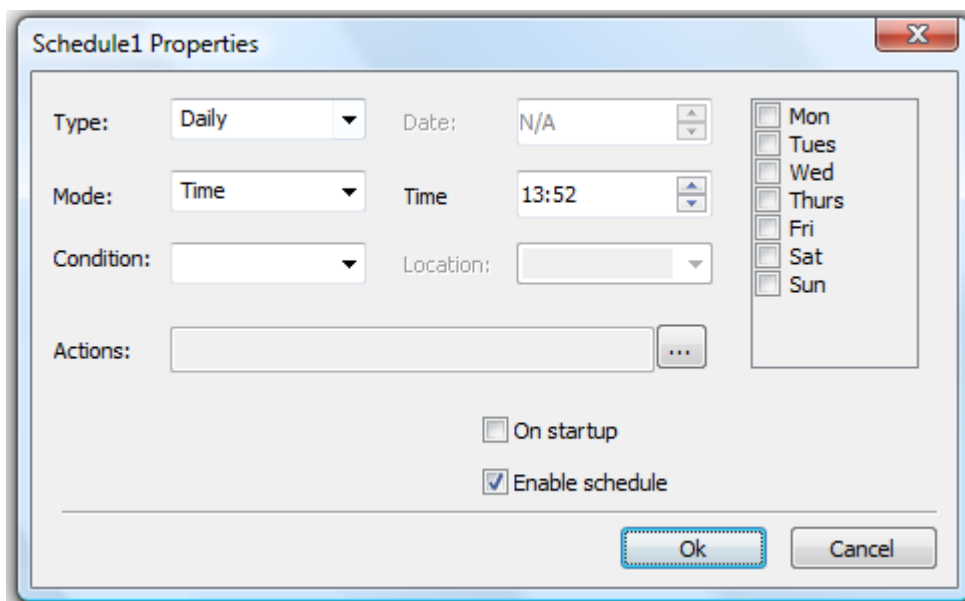 Schedule1 Properties
Type: Daily Date: N/A
Mode: Time Time 13:52
Condition: Location:
Actions: ...
Mon
Tues
Wed
Thurs
Fri
Sat
Sun
On startup
Enable schedule
Ok Cancel